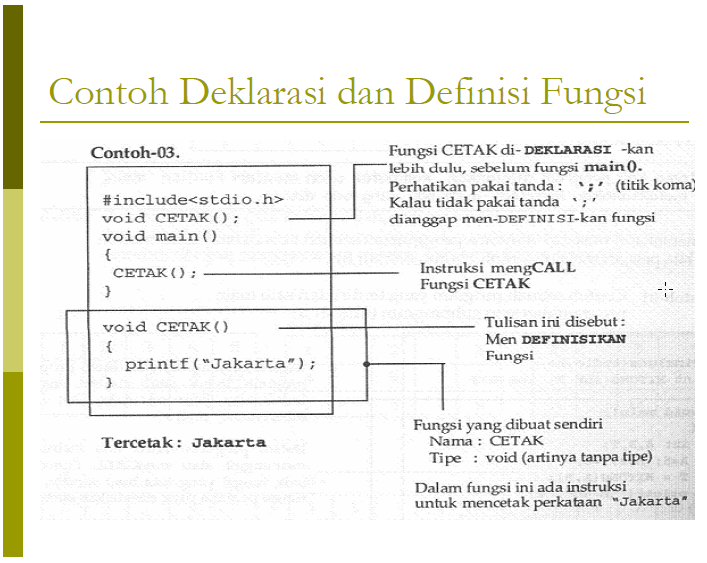 Contoh Deklarasi dan Definisi Fungsi
Contoh-03.
#include<stdio.h>
void CETAK();
void main()
{
CETAK();
}
void CETAK()
{
printf("Jakarta");
}
Tercetak : Jakarta
Fungsi CETAK di- DEKLARASI -kan
lebih dulu, sebelum fungsi main().
Perhatikan pakai tanda : ‛;’ (titik koma)
Kalau tidak pakai tanda ‛;’
dianggap men-DEFINISI-kan fungsi
Instruksi mengCALL
Fungsi CETAK
Tulisan ini disebut :
Men DEFINISIKAN
Fungsi
Fungsi yang dibuat sendiri
Nama : CETAK
Tipe : void (artinya tanpa tipe)
Dalam fungsi ini ada instruksi
untuk mencetak perkataan "Jakarta"